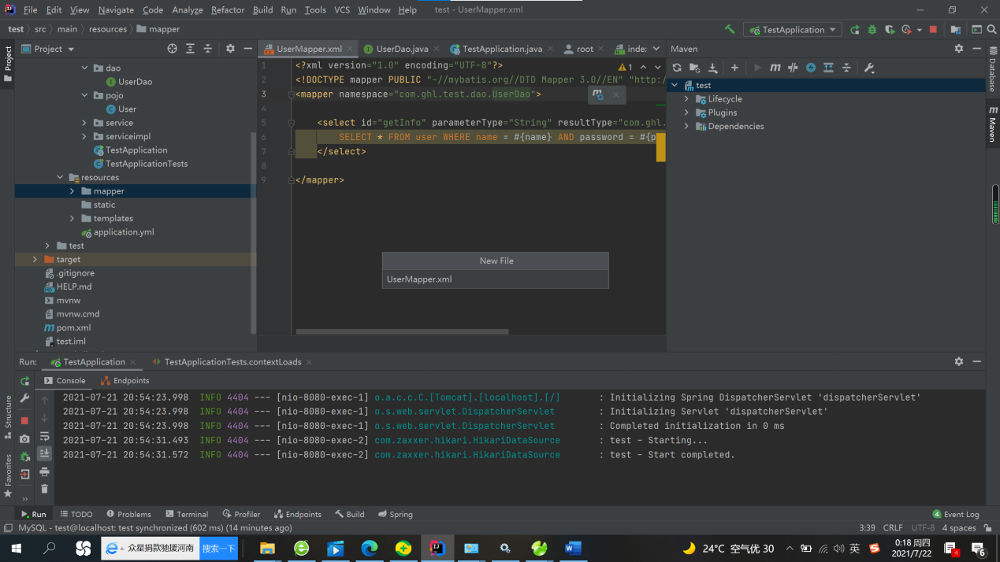 File Edit View Navigate Code Analyze Refactor Build Run Tools VCS Window Help test - UserMapper.xml
test src main resources mapper TestApplication
Project
UserMapper.xml UserDao.java TestApplication.java root inde:
Maven
dao
UserDao
pojo
User
service
serviceimpl
TestApplication
TestApplicationTests
resources
mapper
static
templates
application.yml
test
target
.gitignore
HELP.md
mvnw
mvnw.cmd
pom.xml
test.iml
1 <?xml version="1.0" encoding="UTF-8"?> 1
2 <!DOCTYPE mapper PUBLIC "-//mybatis.org//DTD Mapper 3.0//EN" "http:/
3 <mapper namespace="com.ghl.test.dao.UserDao">
4
5 <select id="getInfo" parameterType="String" resultType="com.ghl.
6 SELECT * FROM user WHERE name = #{name} AND password = #{p
7 </select>
8
9 </mapper>
New File
UserMapper.xml
test
Lifecycle
Plugins
Dependencies
Project
Structure
Favorites
Database
Maven
Run: TestApplication TestApplicationTests.contextLoads
Console Endpoints
2021-07-21 20:54:23.998 INFO 4404 --- [nio-8080-exec-1] o.a.c.c.C.[Tomcat].[localhost].[/] : Initializing Spring DispatcherServlet 'dispatcherServlet'
2021-07-21 20:54:23.998 INFO 4404 --- [nio-8080-exec-1] o.s.web.servlet.DispatcherServlet : Initializing Servlet 'dispatcherServlet'
2021-07-21 20:54:23.998 INFO 4404 --- [nio-8080-exec-1] o.s.web.servlet.DispatcherServlet : Completed initialization in 0 ms
2021-07-21 20:54:31.493 INFO 4404 --- [nio-8080-exec-2] com.zaxxer.hikari.HikariDataSource : test - Starting...
2021-07-21 20:54:31.572 INFO 4404 --- [nio-8080-exec-2] com.zaxxer.hikari.HikariDataSource : test - Start completed.
Run TODO Problems Terminal Profiler Endpoints Build Spring 4 Event Log
MySQL - test@localhost: test synchronized (602 ms) (14 minutes ago) 3:39 CRLF UTF-8 4 spaces
众星捐款驰援河南 搜索一下 24°C 空气优 30 英 0:18 周四
2021/7/22 4 6